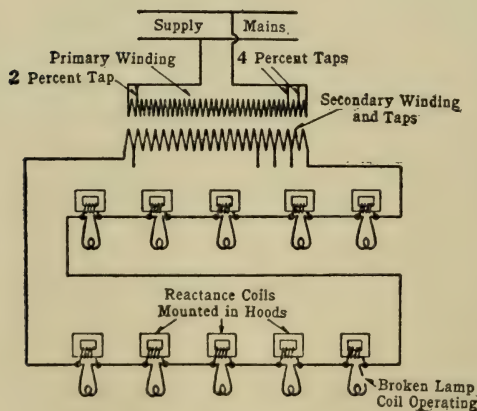 Supply Mains
Primary Winding
4 Percent Taps
2 Percent Tap
Secondary Winding
and Taps
Reactance Coils
Mounted in Hoods
Broken Lamp
Coil Operating